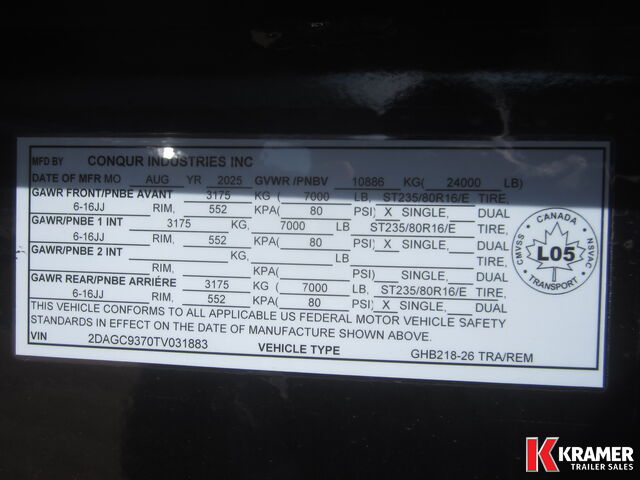 MFD BY CONQUR INDUSTRIES INC
DATE OF MFR MO AUG YR 2025 GVWR /PNBV 10886 KG( 24000 LB)
GAWR FRONT/PNBE AVANT 3175 KG ( 7000 LB, ST235/80R16/E TIRE,
6-16JJ RIM, 552 KPA( 80 PSI) X SINGLE, DUAL
GAWR/PNBE 1 INT 3175 KG, 7000 LB ST235/80R16/E
6-16JJ RIM, 552 KPA( 80 PSI) X SINGLE, DUAL
GAWR/PNBE 2 INT KG, LB TIRE,
RIM, KPA( PSI) SINGLE, DUAL
GAWR REAR/PNBE ARRIÉRE 3175 KG ( 7000 LB, ST235/80R16/E TIRE,
6-16JJ RIM, 552 KPA( 80 PSI) X SINGLE, DUAL
THIS VEHICLE CONFORMS TO ALL APPLICABLE US FEDERAL MOTOR VEHICLE SAFETY
STANDARDS IN EFFECT ON THE DATE OF MANUFACTURE SHOWN ABOVE.
VIN 2DAGC9370TV031883 VEHICLE TYPE GHB218-26 TRA/REM
CANADA
CMVSS
L05
NSVAC
TRANSPORT
K KRAMER
TRAILER SALES